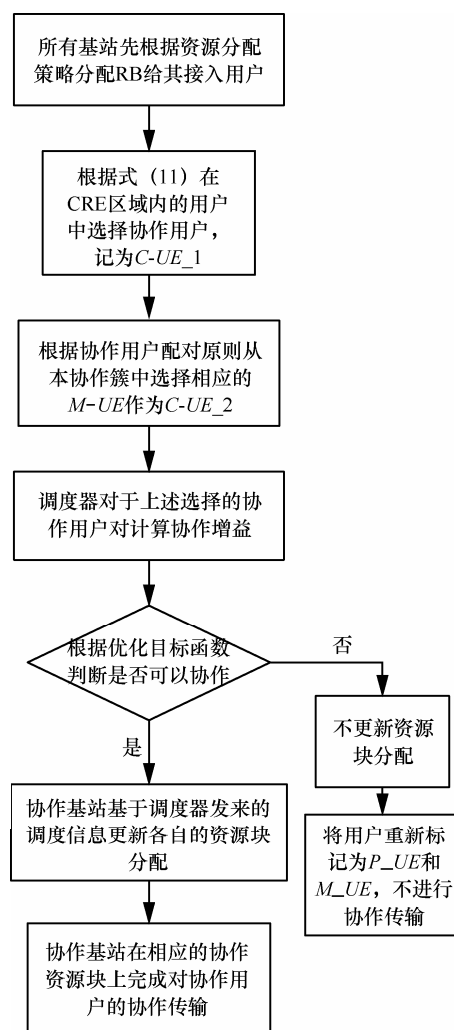 所有基站先根据资源分配
策略分配RB给其接入用户
根据式（11）在
CRE区域内的用户
中选择协作用户，
记为C-UE_1
根据协作用户配对原则从
本协作簇中选择相应的
M-UE作为C-UE_2
调度器对于上述选择的协
作用户对计算协作增益
根据优化目标函数
判断是否可以协作
否
是
不更新资源
块分配
协作基站基于调度器发来的
调度信息更新各自的资源块
分配
将用户重新标
记为P_UE和
M_UE，不进行
协作传输
协作基站在相应的协作
资源块上完成对协作用
户的协作传输